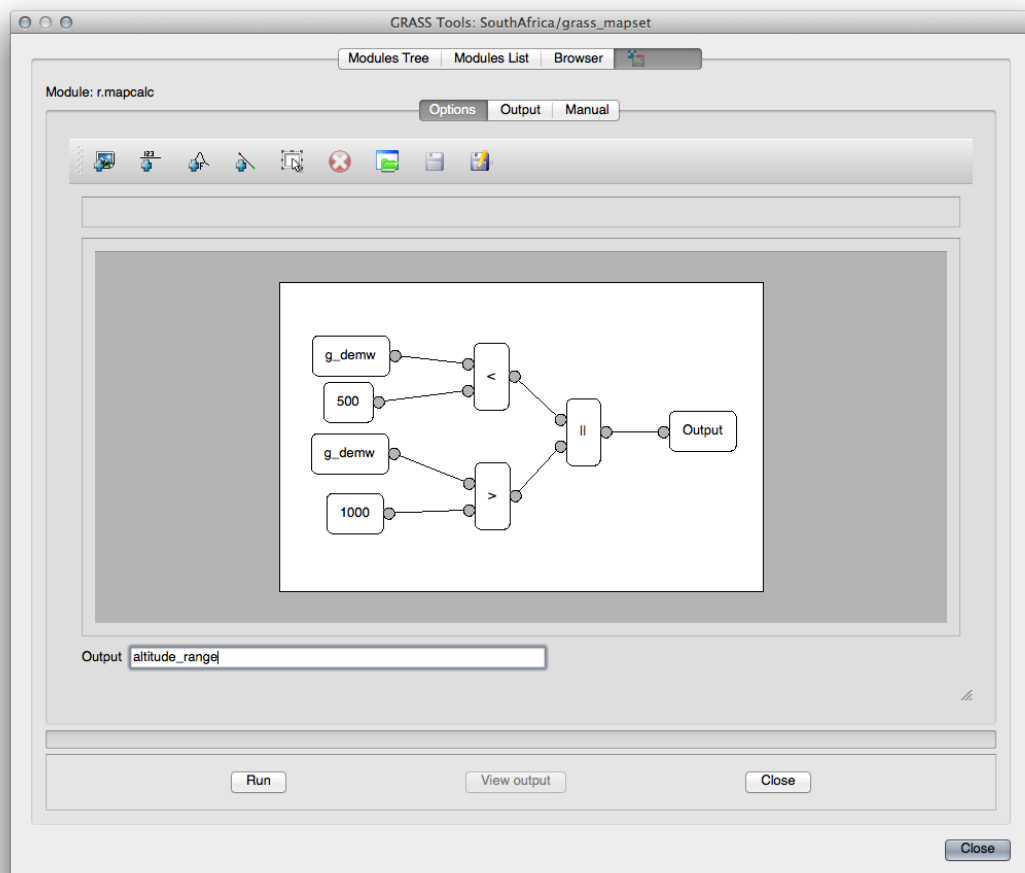 GRASS Tools: SouthAfrica/grass_mapset
Modules Tree Modules List Browser
Module: r.mapcalc
Options Output Manual
123
F
g_demw
<
500
||
Output
g_demw
>
1000
Output altitude_range
Run View output Close
Close